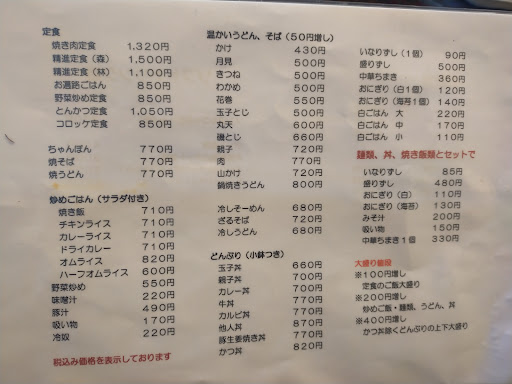 定食
焼き肉定食 1,320円
精進定食（森） 1,500円
精進定食（林） 1,100円
お遍路ごはん 850円
野菜炒め定食 850円
とんかつ定食 1,050円
コロッケ定食 850円
ちゃんぽん 770円
焼そば 770円
焼うどん 770円
炒めごはん（サラダ付き）
焼き飯 710円
チキンライス 710円
カレーライス 710円
ドライカレー 710円
オムライス 820円
ハーフオムライス 600円
野菜炒め 550円
味噌汁 220円
豚汁 490円
吸い物 170円
冷奴 220円
税込み価格を表示しております
温かいうどん、そば（50円増し）
かけ 430円
月見 500円
きつね 500円
わかめ 500円
花巻 550円
玉子とじ 500円
丸天 600円
磯とじ 660円
親子 720円
肉 770円
山かけ 720円
鍋焼きうどん 800円
冷しそーめん 680円
ざるそば 720円
冷しうどん 680円
どんぶり（小鉢つき）
玉子丼 660円
親子丼 700円
カレー丼 700円
牛丼 770円
カルビ丼 770円
他人丼 870円
豚生姜焼き丼 770円
かつ丼 820円
いなりずし（1個） 90円
盛りずし 500円
中華ちまき 360円
おにぎり（白1個） 120円
おにぎり（海苔1個） 140円
白ごはん 大 220円
白ごはん 中 170円
白ごはん 小 110円
麺類、丼、焼き飯類とセットで
いなりずし 85円
盛りずし 480円
おにぎり（白） 110円
おにぎり（海苔） 130円
みそ汁 200円
吸い物 150円
中華ちまき1個 330円
大盛り値段
※100円増し
定食のご飯大盛り
※200円増し
炒めご飯・麺類、うどん、丼
※400円増し
かつ丼除くどんぶりの上下大盛り